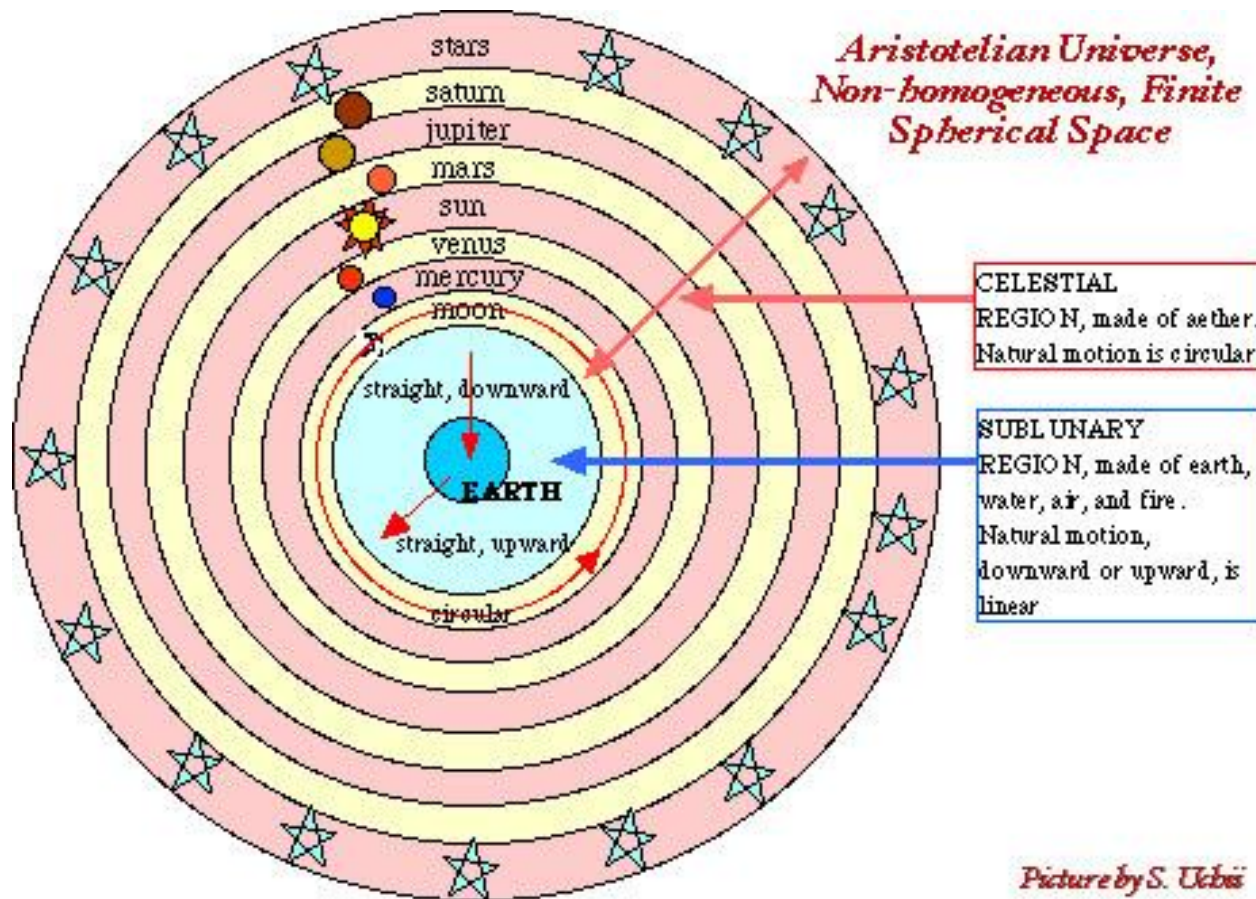 stars
saturn
jupiter
mars
sun
venus
mercury
moon
straight, downward
EARTH
straight, upward
circular
Aristotelian Universe,
Non-homogeneous, Finite
Spherical Space
CELESTIAL
REGION, made of aether.
Natural motion is circular
SUBLUNARY
REGION, made of earth,
water, air, and fire.
Natural motion,
downward or upward, is
linear
Picture by S. Uchii